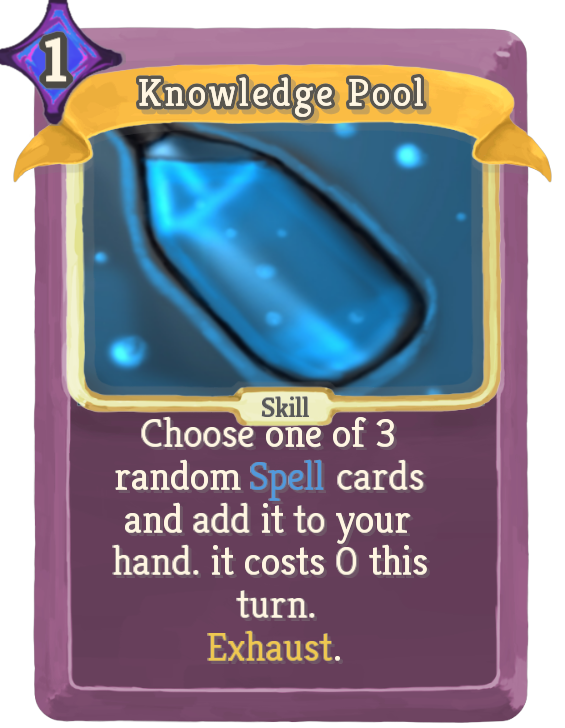 1
Knowledge Pool
Skill
Choose one of 3
random Spell cards
and add it to your
hand. it costs 0 this
turn.
Exhaust.